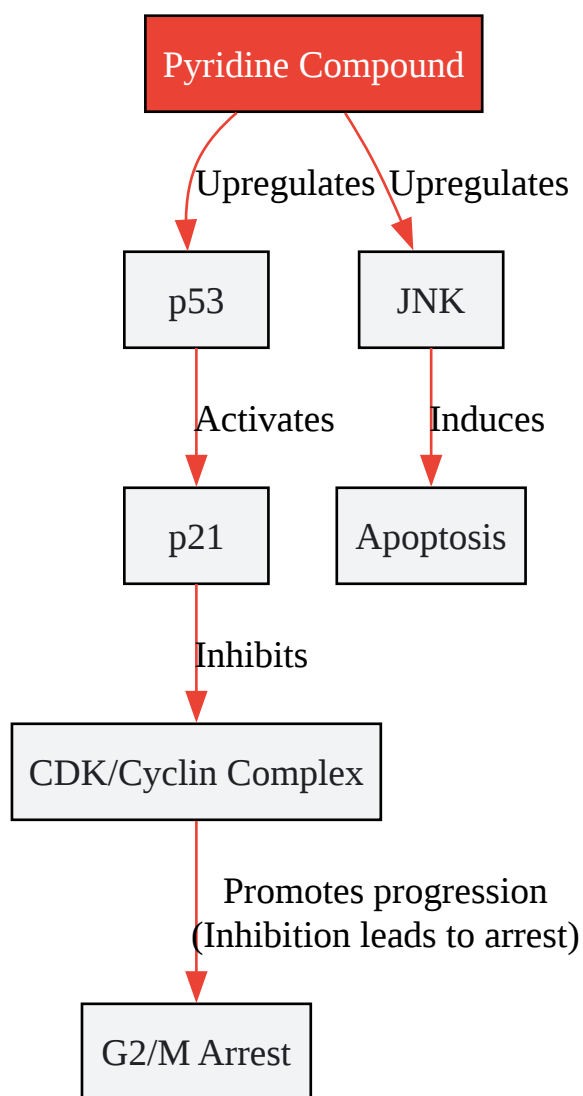 Pyridine Compound
Upregulates
Upregulates
p53
JNK
Activates
Induces
p21
Apoptosis
Inhibits
CDK/Cyclin Complex
Promotes progression
(Inhibition leads to arrest)
G2/M Arrest